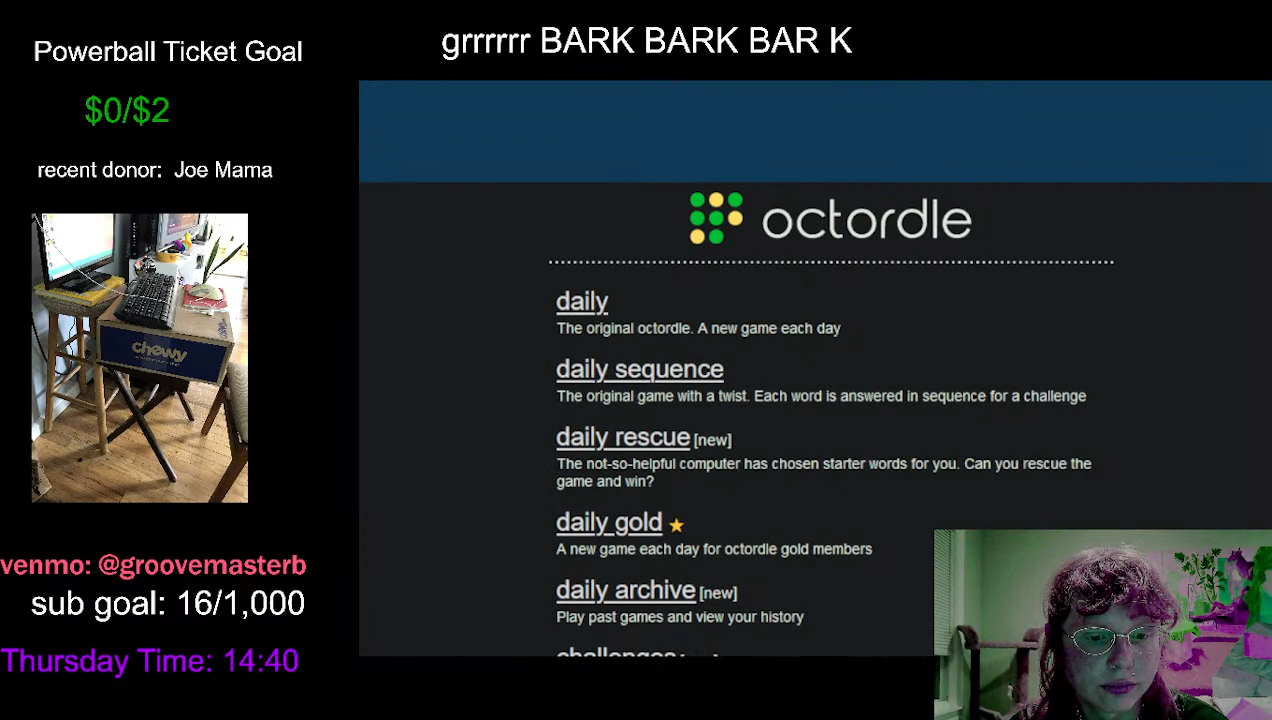 Powerball Ticket Goal
$0/$2
recent donor: Joe Mama
chewy
venmo: @groovemasterb
sub goal: 16/1,000
Thursday Time: 14:40
grrrrrr BARK BARK BAR K
octordle
daily
The original octordle. A new game each day
daily sequence
The original game with a twist. Each word is answered in sequence for a challenge
daily rescue [new]
The not-so-helpful computer has chosen starter words for you. Can you rescue the
game and win?
daily gold
A new game each day for octordle gold members
daily archive [new]
Play past games and view your history
challenges